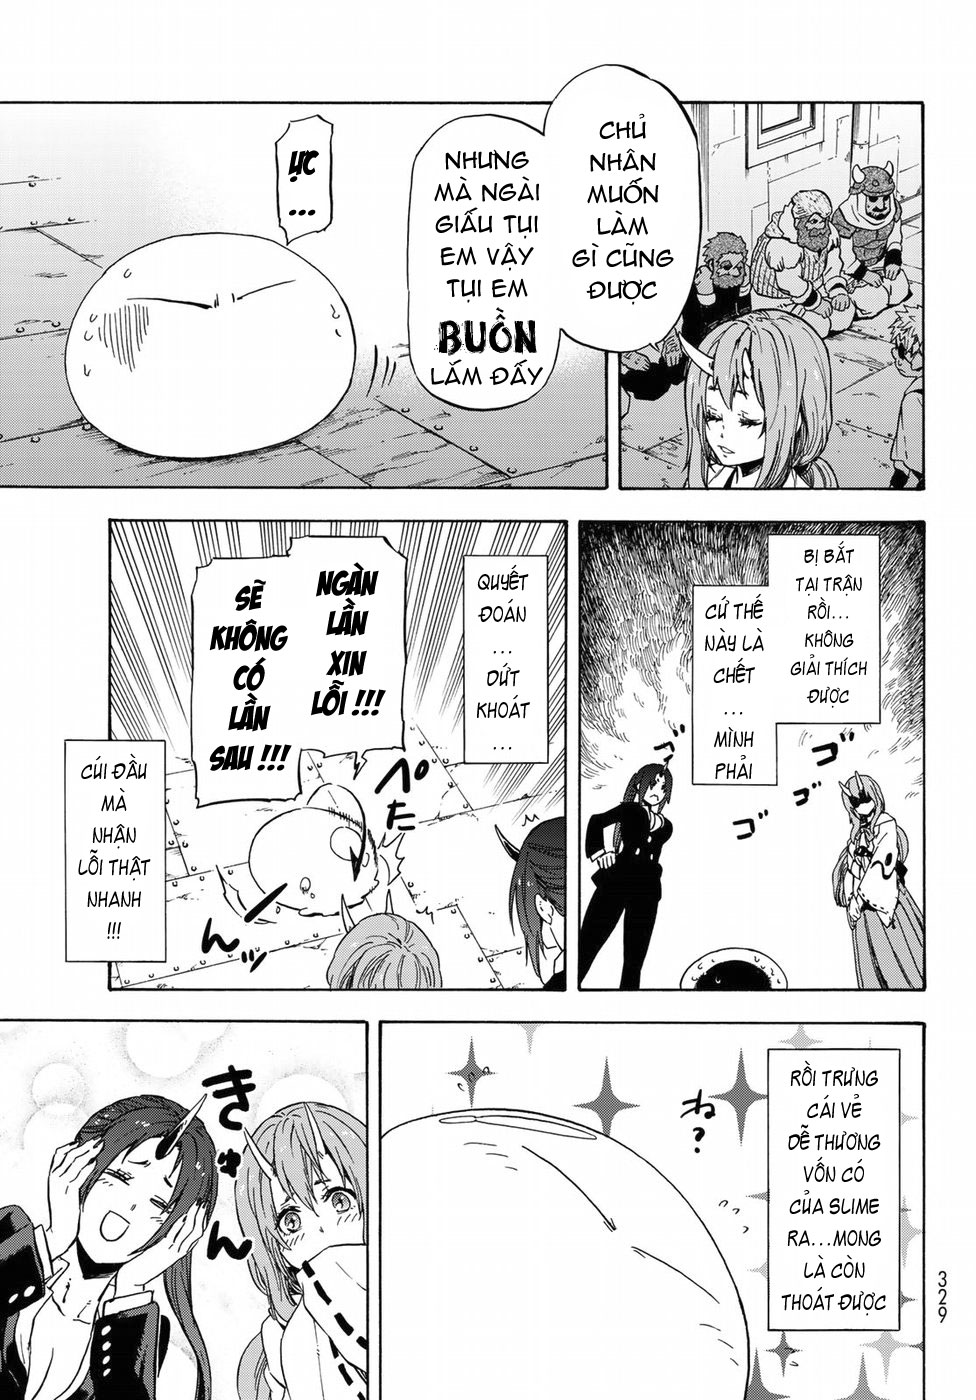 CHỦ
NHÂN
MUỐN
LÀM
GÌ CŨNG
ĐƯỢC
NHƯNG
MÀ NGÀI
GIẤU TỤI
EM VẬY
TỤI EM
BUỒN
LẮM ĐẤY
ỰC
...
BỊ BẮT
TẠI TRẬN
RỒI...
KHÔNG
GIẢI THÍCH
ĐƯỢC
CỨ THẾ
NÀY LÀ
CHẾT
...
MÌNH
PHẢI
ゴ
ゴ
ゴ
ゴ
QUYẾT
ĐOÁN
...
DỨT
KHOÁT
...
NGÀN
LẦN
XIN
LỖI !!!
SẼ
KHÔNG
CÓ
LẦN
SAU !!!
ぺたんッ
ん
CÚI ĐẦU
MÀ
NHẬN
LỖI THẬT
NHANH
!!!
RỒI TRƯNG
CÁI VẺ
DỄ THƯƠNG
VỐN CÓ
CỦA SLIME
RA...MONG
LÀ CÒN
THOÁT ĐƯỢC
ね?
きゅん
329